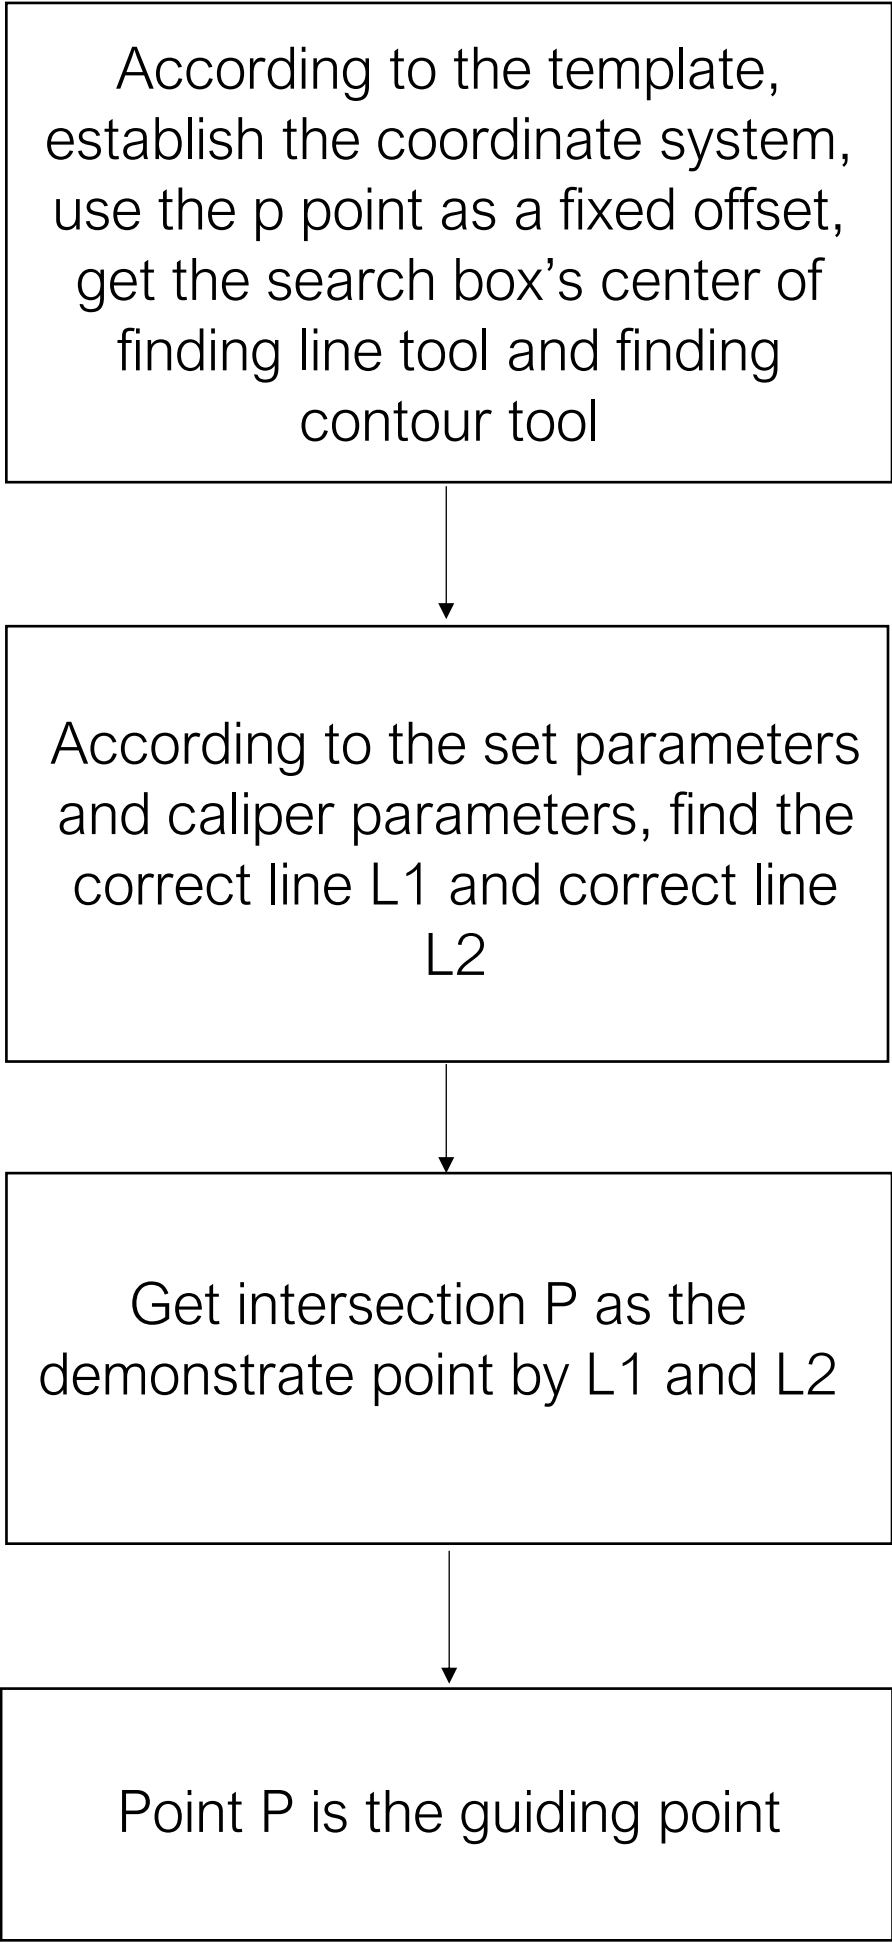 According to the template,
establish the coordinate system,
use the p point as a fixed offset,
get the search box’s center of
finding line tool and finding
contour tool
According to the set parameters
and caliper parameters, find the
correct line L1 and correct line
L2
Get intersection P as the
demonstrate point by L1 and L2
Point P is the guiding point